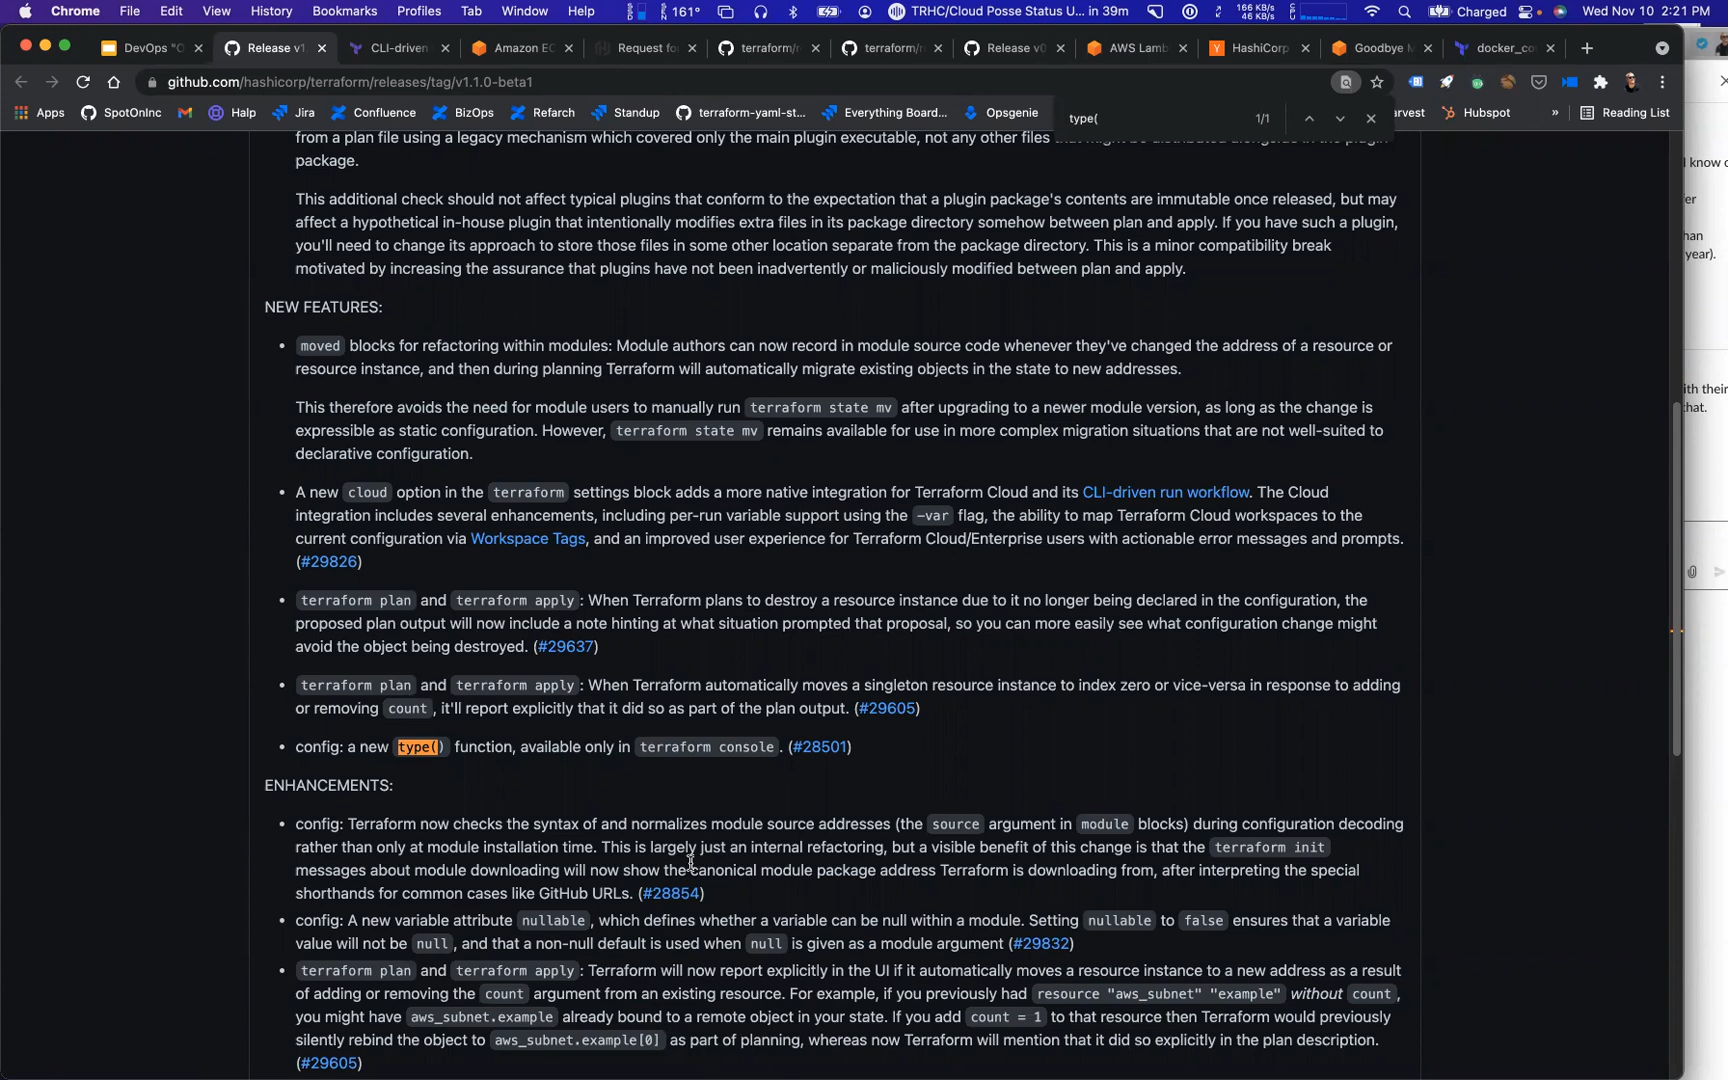 Chrome File Edit View History Bookmarks Profiles Tab Window Help 161° TRHC/Cloud Posse Status U... in 39m 166 KB/s 46 KB/s Charged Wed Nov 10 2:21 PM
DevOps "O Release v1 CLI-driven Amazon EC Request fo terraform/r terraform/r Release v0 AWS Lamb HashiCorp Goodbye M docker_co
github.com/hashicorp/terraform/releases/tag/v1.1.0-beta1
Apps SpotOnInc Jira Confluence BizOps Refarch Standup terraform-yaml-st... Everything Board... Opsgenie type( 1/1 rvest Hubspot » Reading List
from a plan file using a legacy mechanism which covered only the main plugin executable, not any other files
package.
This additional check should not affect typical plugins that conform to the expectation that a plugin package's contents are immutable once released, but may
affect a hypothetical in-house plugin that intentionally modifies extra files in its package directory somehow between plan and apply. If you have such a plugin,
you'll need to change its approach to store those files in some other location separate from the package directory. This is a minor compatibility break
motivated by increasing the assurance that plugins have not been inadvertently or maliciously modified between plan and apply.
NEW FEATURES:
• moved blocks for refactoring within modules: Module authors can now record in module source code whenever they've changed the address of a resource or
resource instance, and then during planning Terraform will automatically migrate existing objects in the state to new addresses.
This therefore avoids the need for module users to manually run terraform state mv after upgrading to a newer module version, as long as the change is
expressible as static configuration. However, terraform state mv remains available for use in more complex migration situations that are not well-suited to
declarative configuration.
• A new cloud option in the terraform settings block adds a more native integration for Terraform Cloud and its CLI-driven run workflow. The Cloud
integration includes several enhancements, including per-run variable support using the -var flag, the ability to map Terraform Cloud workspaces to the
current configuration via Workspace Tags, and an improved user experience for Terraform Cloud/Enterprise users with actionable error messages and prompts.
(#29826)
• terraform plan and terraform apply: When Terraform plans to destroy a resource instance due to it no longer being declared in the configuration, the
proposed plan output will now include a note hinting at what situation prompted that proposal, so you can more easily see what configuration change might
avoid the object being destroyed. (#29637)
• terraform plan and terraform apply: When Terraform automatically moves a singleton resource instance to index zero or vice-versa in response to adding
or removing count, it'll report explicitly that it did so as part of the plan output. (#29605)
• config: a new type() function, available only in terraform console. (#28501)
ENHANCEMENTS:
• config: Terraform now checks the syntax of and normalizes module source addresses (the source argument in module blocks) during configuration decoding
rather than only at module installation time. This is largely just an internal refactoring, but a visible benefit of this change is that the terraform init
messages about module downloading will now show the canonical module package address Terraform is downloading from, after interpreting the special
shorthands for common cases like GitHub URLs. (#28854)
• config: A new variable attribute nullable, which defines whether a variable can be null within a module. Setting nullable to false ensures that a variable
value will not be null, and that a non-null default is used when null is given as a module argument (#29832)
• terraform plan and terraform apply: Terraform will now report explicitly in the UI if it automatically moves a resource instance to a new address as a result
of adding or removing the count argument from an existing resource. For example, if you previously had resource "aws_subnet" "example" without count,
you might have aws_subnet.example already bound to a remote object in your state. If you add count = 1 to that resource then Terraform would previously
silently rebind the object to aws_subnet.example[0] as part of planning, whereas now Terraform will mention that it did so explicitly in the plan description.
(#29605)
know
year).
with their
that.